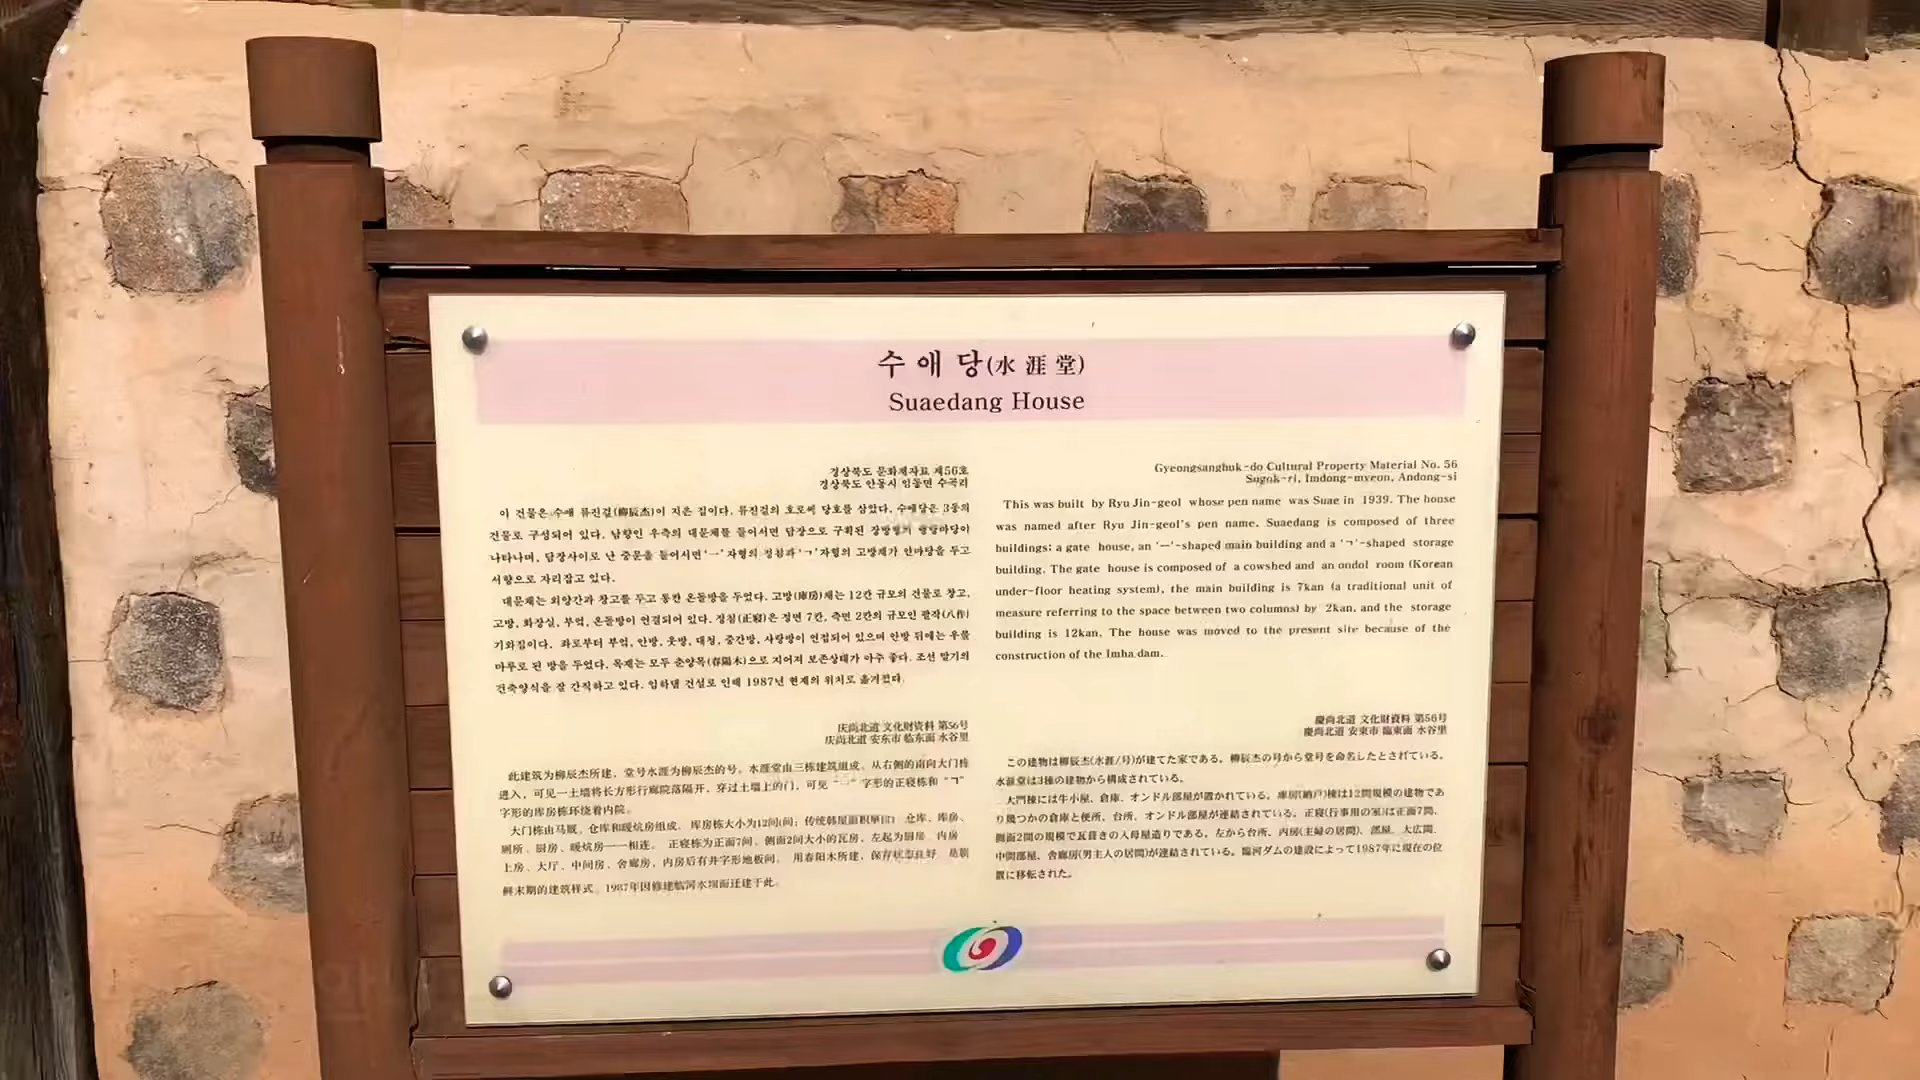 수애당(水涯堂)
Suaedang House
경상북도 문화재자료 제56호
경상북도 안동시 임동면 수곡리
이 건물은 수애 류진걸(柳辰杰)이 지은 집이다. 류진걸의 호로써 당호를 삼았다. 수애당은 3동의
건물로 구성되어 있다. 남향인 우측의 대문채를 들어서면 담장으로 구획된 장방형의 행랑마당이
나타나며, 담장사이로 난 중문을 들어서면 'ㅡ'자형의 정침과 'ㄱ'자형의 고방채가 안마당을 두고
서향으로 자리잡고 있다.
대문채는 외양간과 창고를 두고 통칸 온돌방을 두었다. 고방(庫房)채는 12칸 규모의 건물로 창고,
고방, 화장실, 부엌, 온돌방이 연결되어 있다. 정침(正寢)은 정면 7칸, 측면 2칸의 규모인 팔작(八作)
기와집이다. 좌로부터 부엌, 안방, 웃방, 대청, 중간방, 사랑방이 연접되어 있으며 안방 뒤에는 우물
마루로 된 방을 두었다. 목재는 모두 춘양목(春陽木)으로 지어져 보존상태가 아주 좋다. 조선 말기의
건축양식을 잘 간직하고 있다. 임하댐 건설로 인해 1987년 현재의 위치로 옮겨졌다.
Gyeongsangbuk-do Cultural Property Material No. 56
Sugok-ri, Imdong-myeon, Andong-si
This was built by Ryu Jin-geol whose pen name was Suae in 1939. The house
was named after Ryu Jin-geol's pen name. Suaedang is composed of three
buildings; a gate house, an 'ㅡ'-shaped main building and a 'ㄱ'-shaped storage
building. The gate house is composed of a cowshed and an ondol room (Korean
under-floor heating system), the main building is 7kan (a traditional unit of
measure referring to the space between two columns) by 2kan, and the storage
building is 12kan. The house was moved to the present site because of the
construction of the Imha dam.
庆尚北道 文化財资料 第56号
庆尚北道 安东市 临东面 水谷里
此建筑为柳辰杰所建，堂号水涯为柳辰杰的号。水涯堂由三栋建筑组成。从右侧的南向大门栋
进入，可见一土墙将长方形行廊院落隔开，穿过土墙上的门，可见 "一" 字形的正寝栋和 "ㄱ"
字形的库房栋环绕着内院。
大门栋由马厩、仓库和暖炕房组成。库房栋大小为12间(间; 传统韩屋面积单位) 仓库、库房、
厕所、厨房、暖炕房一一相连。 正寝栋为正面7间、侧面2间大小的瓦房，左起为厨房、内房、
上房、大厅、中间房、舍廊房，内房后有井字形地板间。 用春阳木所建，保存状态良好，是朝
鲜末期的建筑样式。1987年因修建临河水坝而迁建于此。
慶尚北道 文化財資料 第56号
慶尚北道 安東市 臨東面 水谷里
この建物は柳辰杰(水涯/号)が建てた家である。柳辰杰の号から堂号を命名したとされている。
水涯堂は3棟の建物から構成されている。
大門棟には牛小屋、倉庫、オンドル部屋が置かれている。庫房(納戸)棟は12間規模の建物であ
り幾つかの倉庫と便所、台所、オンドル部屋が連結されている。正寝(行事用の室)は正面7間、
側面2間の規模で瓦葺きの入母屋造りである。左から台所、内房(主婦の居間)、部屋、大広間、
中間部屋、舎廊房(男主人の居間)が連結されている。臨河ダムの建設によって1987年に現在の位
置に移転された。